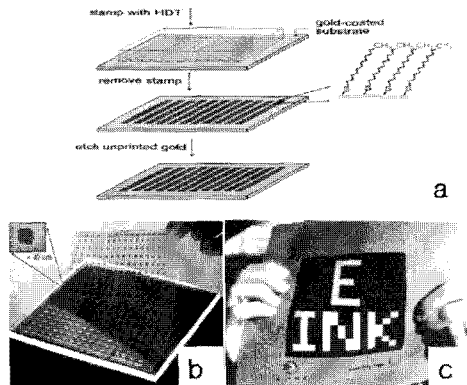 stamp with HDT
gold-coated
substrate
remove stamp
etch unprinted gold
a
b
c
E
INK